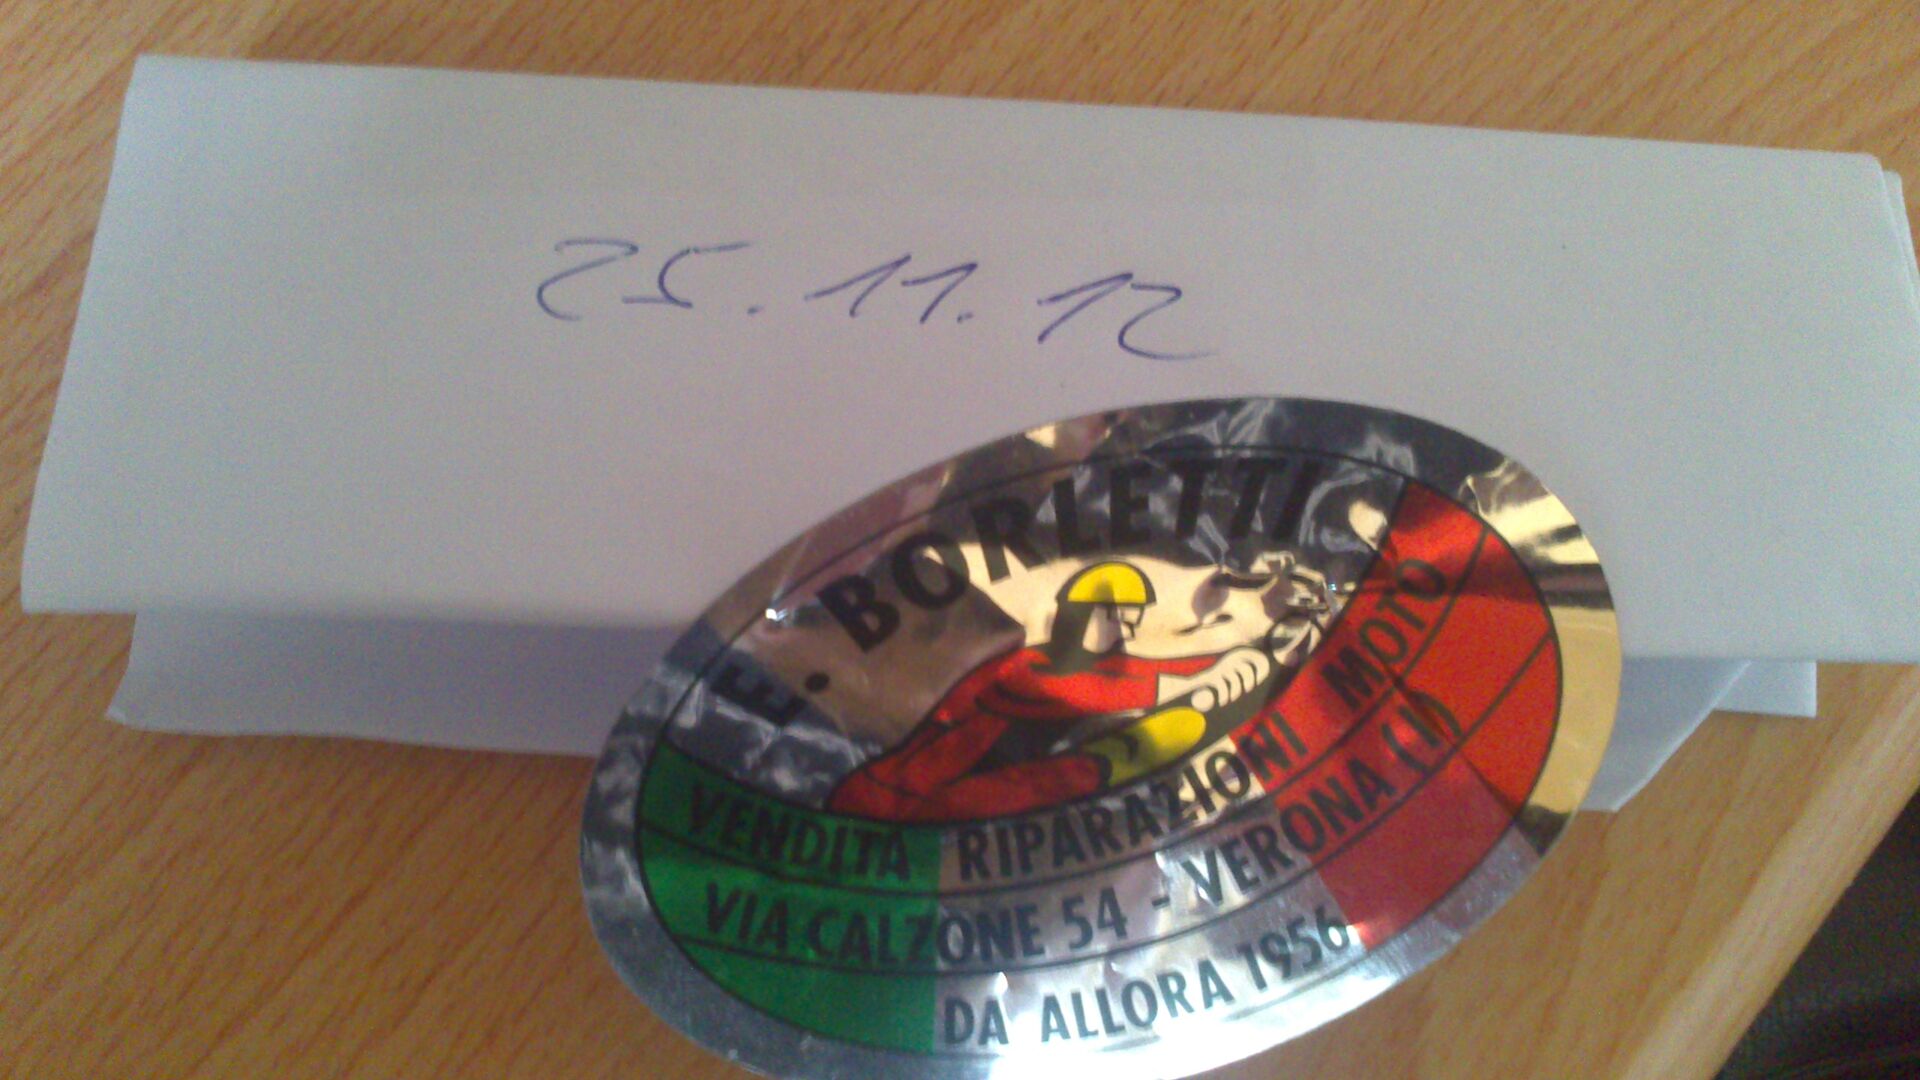 25.11.12
E. BORLETTI
VENDITA RIPARAZIONI MOTO
VIA CALZONE 54 - VERONA (I)
DA ALLORA 1956